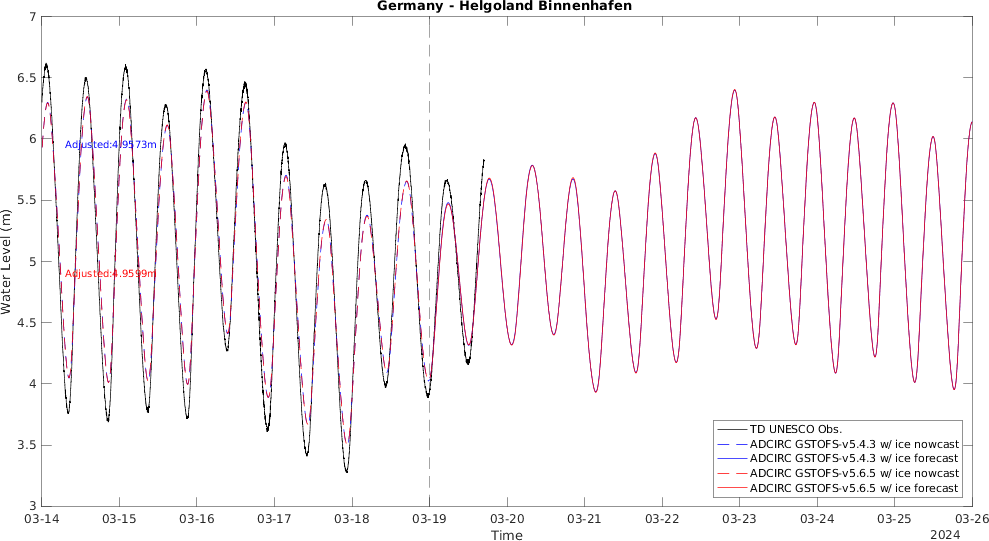 Germany - Helgoland Binnenhafen
7
6.5
6
5.5
5
4.5
4
3.5
3
Water Level (m)
Adjusted:4.9573m
Adjusted:4.9599m
TD UNESCO Obs.
ADCIRC GSTOFS-v5.4.3 w/ ice nowcast
ADCIRC GSTOFS-v5.4.3 w/ ice forecast
ADCIRC GSTOFS-v5.6.5 w/ ice nowcast
ADCIRC GSTOFS-v5.6.5 w/ ice forecast
03-14 03-15 03-16 03-17 03-18 03-19 03-20 03-21 03-22 03-23 03-24 03-25 03-26
Time
2024